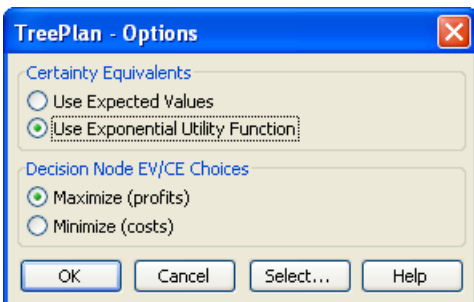 TreePlan - Options
Certainty Equivalents
Use Expected Values
Use Exponential Utility Function
Decision Node EV/CE Choices
Maximize (profits)
Minimize (costs)
OK Cancel Select... Help